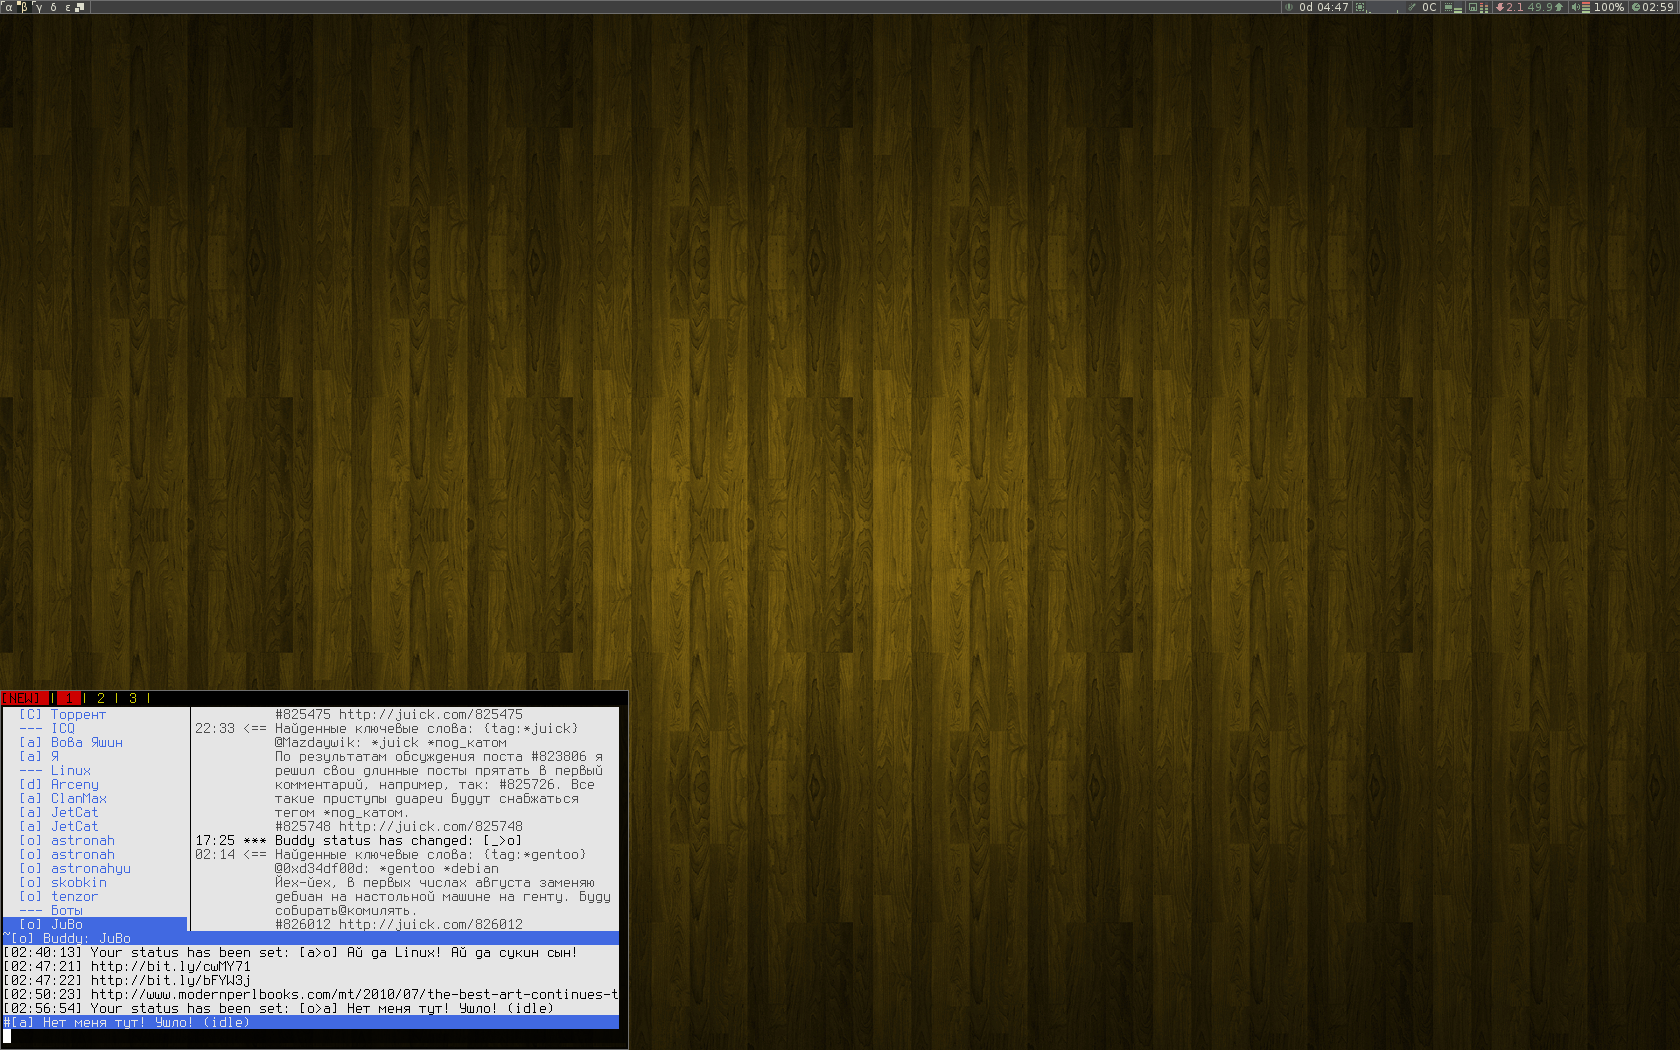 α β γ δ ε
0d 04:47 0C 2.1 49.9 100% 02:59
[NEW] | 1 | 2 | 3 |
[C] Торрент
--- ICQ
[a] Вова Яшин
[a] Я
--- Linux
[d] Arceny
[a] ClanMax
[a] JetCat
[a] JetCat
[o] astronah
[o] astronah
[o] astronahyu
[o] skobkin
[o] tenzor
--- Боты
[o] JuBo
#825475 http://juick.com/825475
22:33 <== Найденные ключевые слова: {tag:*juick}
@Mazdaywik: *juick *под_катом
По результатам обсуждения поста #823806 я
решил свои длинные посты прятать в первый
комментарий, например, так: #825726. Все
такие приступы диареи будут снабжаться
тегом *под_катом.
#825748 http://juick.com/825748
17:25 *** Buddy status has changed: [_>o]
02:14 <== Найденные ключевые слова: {tag:*gentoo}
@0xd34df00d: *gentoo *debian
Йех-йех, в первых числах августа заменяю
дебиан на настольной машине на генту. Буду
собирать@комилять.
#826012 http://juick.com/826012
~[o] Buddy: JuBo
[02:40:13] Your status has been set: [a>o] Ай да Linux! Ай да сукин сын!
[02:47:21] http://bit.ly/cwMY71
[02:47:22] http://bit.ly/bFYW3j
[02:50:23] http://www.modernperlbooks.com/mt/2010/07/the-best-art-continues-t
[02:56:54] Your status has been set: [o>a] Нет меня тут! Ушло! (idle)
#[a] Нет меня тут! Ушло! (idle)